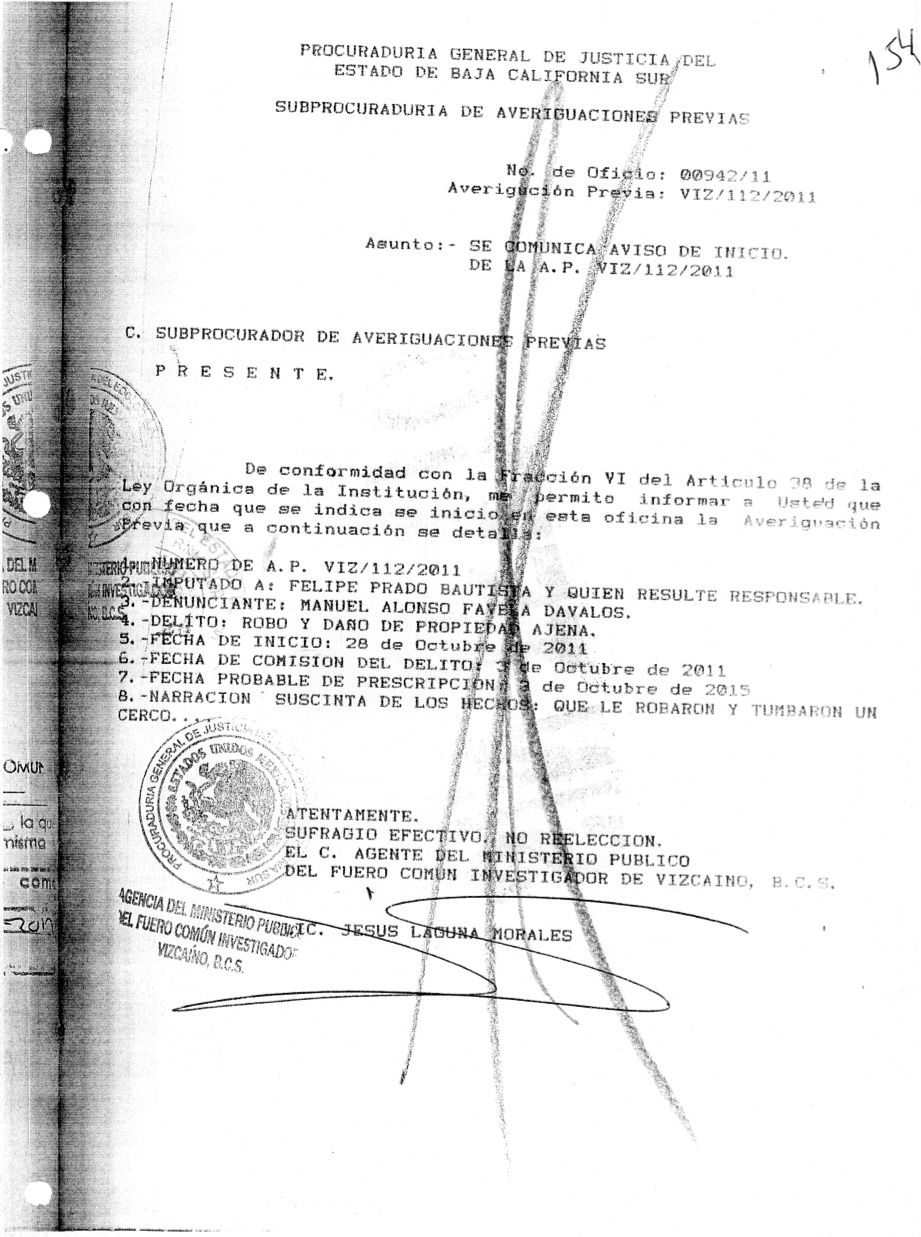 154
PROCURADURIA GENERAL DE JUSTICIA DEL
ESTADO DE BAJA CALIFORNIA SUR
SUBPROCURADURIA DE AVERIGUACIONES PREVIAS
No. de Oficio: 00942/11
Averigución Previa: VIZ/112/2011
Asunto:- SE COMUNICA AVISO DE INICIO.
DE LA A.P. VIZ/112/2011
C. SUBPROCURADOR DE AVERIGUACIONES PREVIAS
P R E S E N T E.
De conformidad con la Fracción VI del Artículo 38 de la
Ley Orgánica de la Institución, me permito informar a Usted que
con fecha que se indica se inicio en esta oficina la Averiguación
Previa que a continuación se detalla:
1.-NUMERO DE A.P. VIZ/112/2011
2.-IMPUTADO A: FELIPE PRADO BAUTISTA Y QUIEN RESULTE RESPONSABLE.
3.-DENUNCIANTE: MANUEL ALONSO FAVELA DAVALOS.
4.-DELITO: ROBO Y DAÑO DE PROPIEDAD AJENA.
5.-FECHA DE INICIO: 28 de Octubre de 2011
6.-FECHA DE COMISION DEL DELITO: 3 de Octubre de 2011
7.-FECHA PROBABLE DE PRESCRIPCION: 3 de Octubre de 2015
8.-NARRACION SUSCINTA DE LOS HECHOS: QUE LE ROBARON Y TUMBARON UN
CERCO...
PROCURADURIA GENERAL DE JUSTICIA
ESTADOS UNIDOS
ATENTAMENTE.
SUFRAGIO EFECTIVO. NO REELECCION.
EL C. AGENTE DEL MINISTERIO PUBLICO
DEL FUERO COMUN INVESTIGADOR DE VIZCAINO, B.C.S.
LIC. JESUS LAGUNA MORALES
AGENCIA DEL MINISTERIO PUBLICO
DEL FUERO COMÚN INVESTIGADOR
VIZCAÍNO, B.C.S.